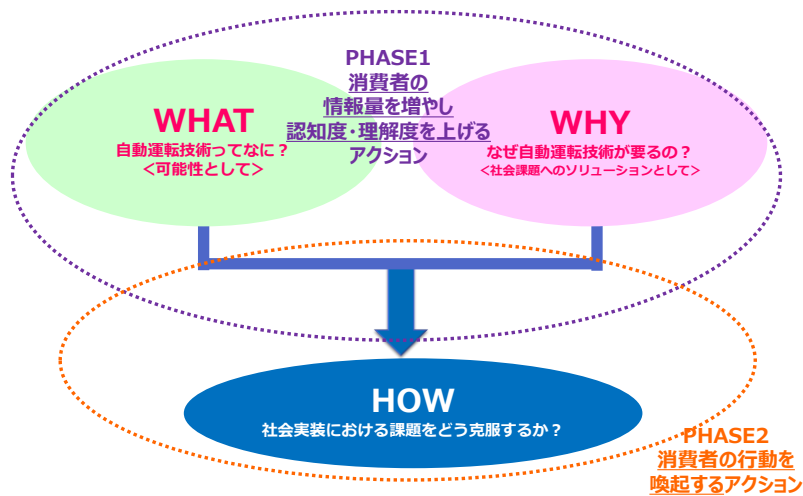 PHASE1
消費者の
情報量を増やし
認知度・理解度を上げる
アクション
WHAT
自動運転技術ってなに？
<可能性として>
WHY
なぜ自動運転技術が要るの？
<社会課題へのソリューションとして>
HOW
社会実装における課題をどう克服するか？
PHASE2
消費者の行動を
喚起するアクション